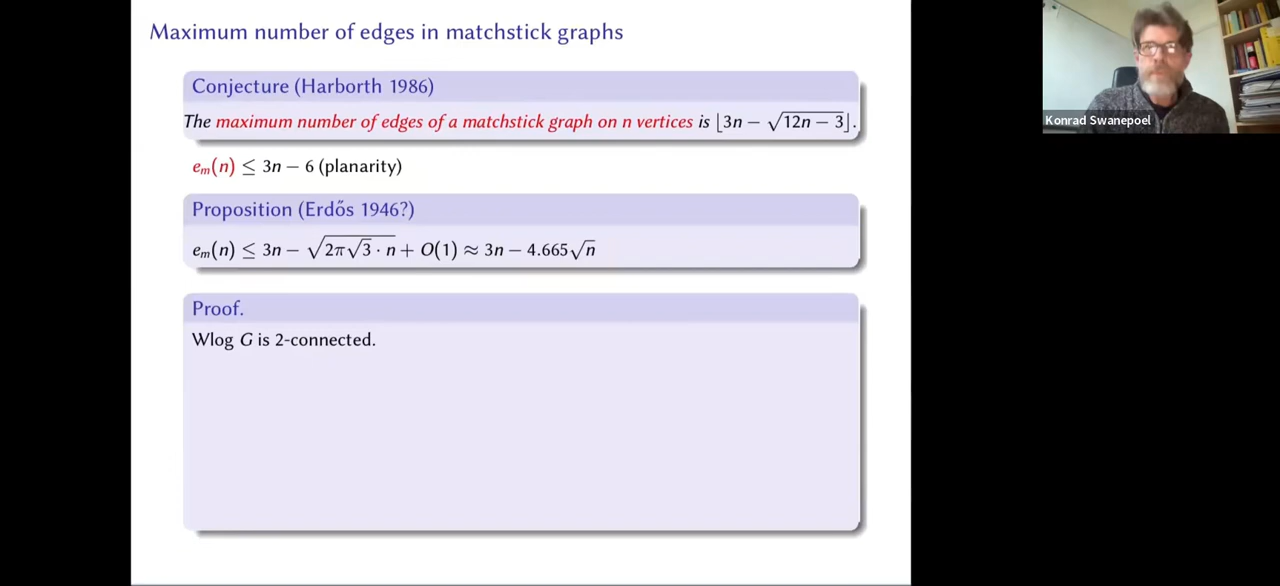 Maximum number of edges in matchstick graphs
Conjecture (Harborth 1986)
The maximum number of edges of a matchstick graph on n vertices is ⌊3n − √(12n − 3)⌋.
eₘ(n) ≤ 3n − 6 (planarity)
Proposition (Erdős 1946?)
eₘ(n) ≤ 3n − √(2π√3 · n) + O(1) ≈ 3n − 4.665√n
Proof.
Wlog G is 2-connected.
Konrad Swanepoel